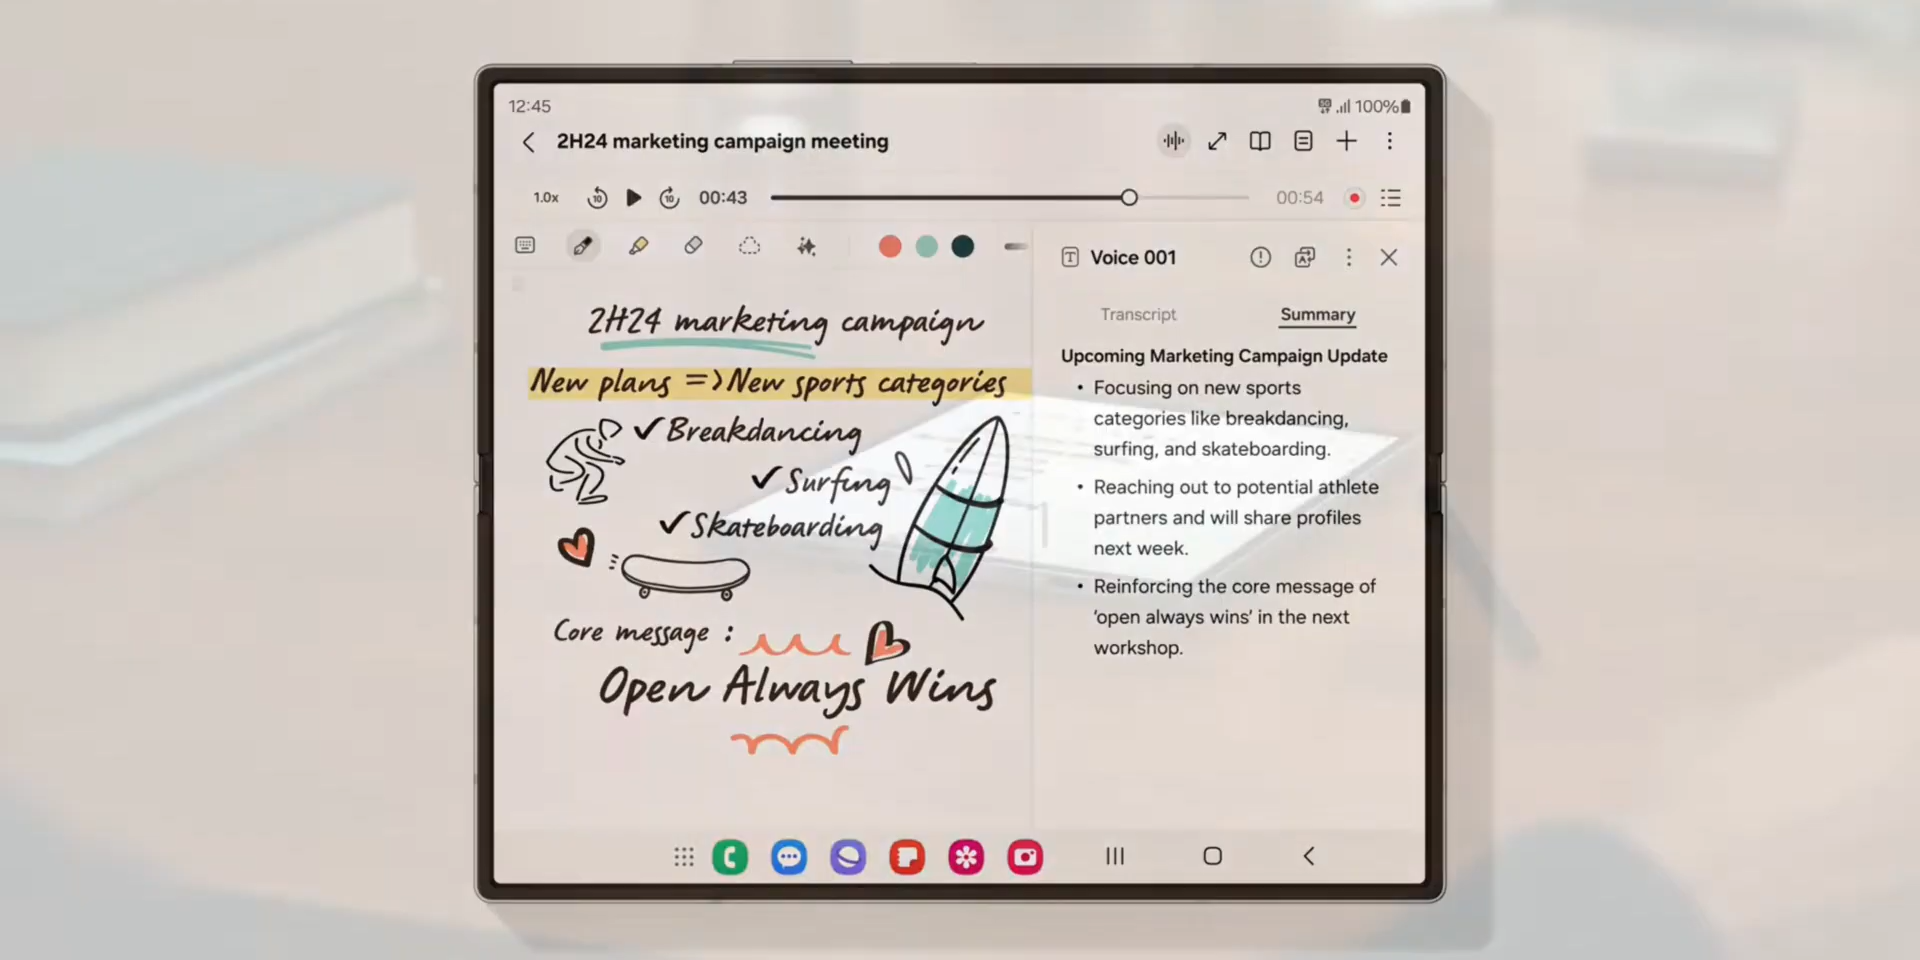 12:45
5G 100%
2H24 marketing campaign meeting
1.0x
10
10
00:43
00:54
T Voice 001
Transcript
Summary
2H24 marketing campaign
New plans => New sports categories
✓ Breakdancing
✓ Surfing
✓ Skateboarding
Core message :
Open Always Wins
Upcoming Marketing Campaign Update
• Focusing on new sports
categories like breakdancing,
surfing, and skateboarding.
• Reaching out to potential athlete
partners and will share profiles
next week.
• Reinforcing the core message of
‘open always wins’ in the next
workshop.